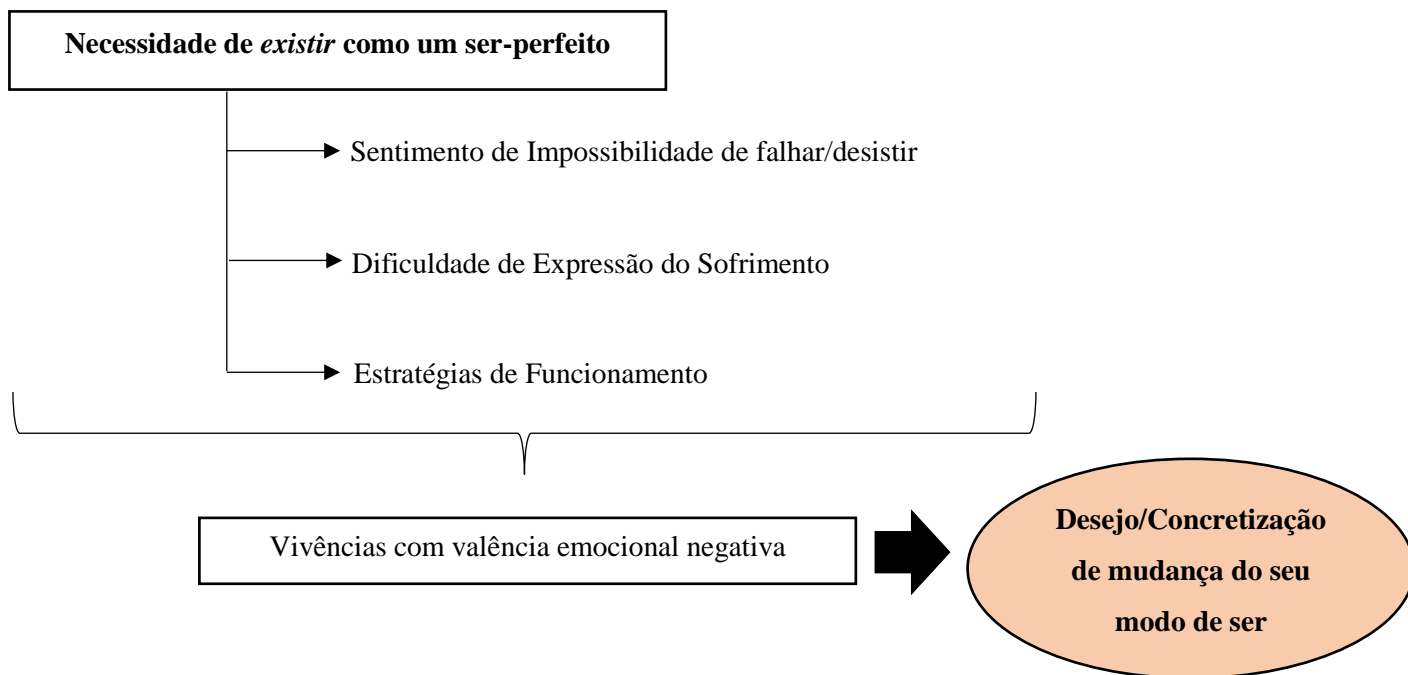 Necessidade de existir como um ser-perfeito
Sentimento de Impossibilidade de falhar/desistir
Dificuldade de Expressão do Sofrimento
Estratégias de Funcionamento
Vivências com valência emocional negativa
Desejo/Concretização
de mudança do seu
modo de ser